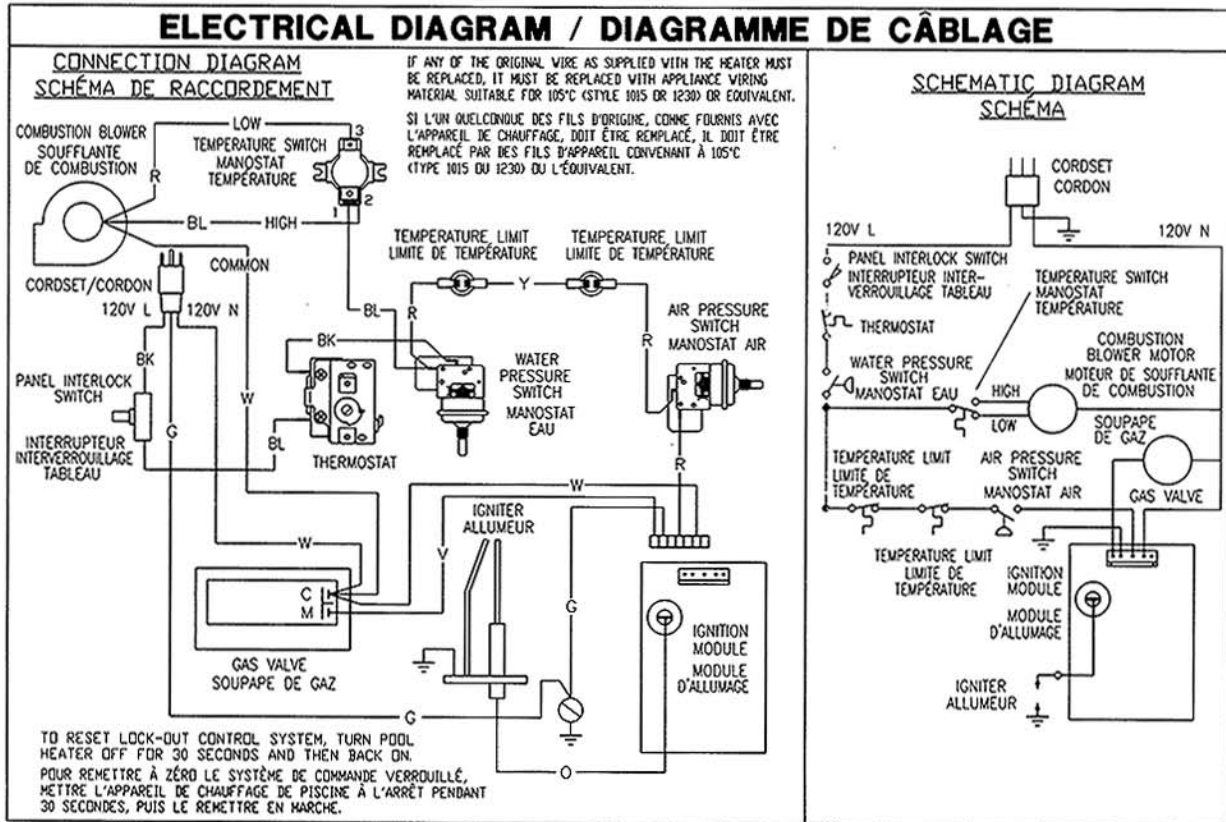 ELECTRICAL DIAGRAM / DIAGRAMME DE CÂBLAGE
CONNECTION DIAGRAM
SCHÉMA DE RACCORDEMENT
IF ANY OF THE ORIGINAL WIRE AS SUPPLIED WITH THE HEATER MUST
BE REPLACED, IT MUST BE REPLACED WITH APPLIANCE WIRING
MATERIAL SUITABLE FOR 105°C (STYLE 1015 OR 1230) OR EQUIVALENT.
SI L'UN QUELCONQUE DES FILS D'ORIGINE, COMME FOURNIS AVEC
L'APPAREIL DE CHAUFFAGE, DOIT ÊTRE REMPLACÉ, IL DOIT ÊTRE
REMPLACÉ PAR DES FILS D'APPAREIL CONVENANT À 105°C
(TYPE 1015 OU 1230) OU L'ÉQUIVALENT.
COMBUSTION BLOWER
SOUFFLANTE
DE COMBUSTION
LOW
3
TEMPERATURE SWITCH
MANOSTAT
TEMPÉRATURE
R
1
2
BL
HIGH
COMMON
CORDSET/CORDON
120V L
120V N
TEMPERATURE LIMIT
LIMITE DE TEMPÉRATURE
TEMPERATURE LIMIT
LIMITE DE TEMPÉRATURE
Y
BL
R
R
AIR PRESSURE
SWITCH
MANOSTAT AIR
BK
BK
WATER
PRESSURE
SWITCH
MANOSTAT
EAU
PANEL INTERLOCK
SWITCH
INTERRUPTEUR
INTERVERROUILLAGE
TABLEAU
G
W
BL
THERMOSTAT
R
W
IGNITER
ALLUMEUR
V
W
C
M
GAS VALVE
SOUPAPE DE GAZ
G
IGNITION
MODULE
MODULE
D'ALLUMAGE
G
O
TO RESET LOCK-OUT CONTROL SYSTEM, TURN POOL
HEATER OFF FOR 30 SECONDS AND THEN BACK ON.
POUR REMETTRE À ZÉRO LE SYSTÈME DE COMMANDE VERROUILLÉ,
METTRE L'APPAREIL DE CHAUFFAGE DE PISCINE À L'ARRÊT PENDANT
30 SECONDES, PUIS LE REMETTRE EN MARCHE.
SCHEMATIC DIAGRAM
SCHÉMA
CORDSET
CORDON
120V L
120V N
PANEL INTERLOCK SWITCH
INTERRUPTEUR INTER-
VERROUILLAGE TABLEAU
TEMPERATURE SWITCH
MANOSTAT
TEMPÉRATURE
THERMOSTAT
COMBUSTION
BLOWER MOTOR
MOTEUR DE SOUFFLANTE
DE COMBUSTION
WATER PRESSURE
SWITCH
MANOSTAT EAU
HIGH
LOW
SOUPAPE
DE GAZ
TEMPERATURE LIMIT
LIMITE DE
TEMPÉRATURE
AIR PRESSURE
SWITCH
MANOSTAT AIR
GAS VALVE
TEMPERATURE LIMIT
LIMITE DE
TEMPÉRATURE
IGNITION
MODULE
MODULE
D'ALLUMAGE
IGNITER
ALLUMEUR